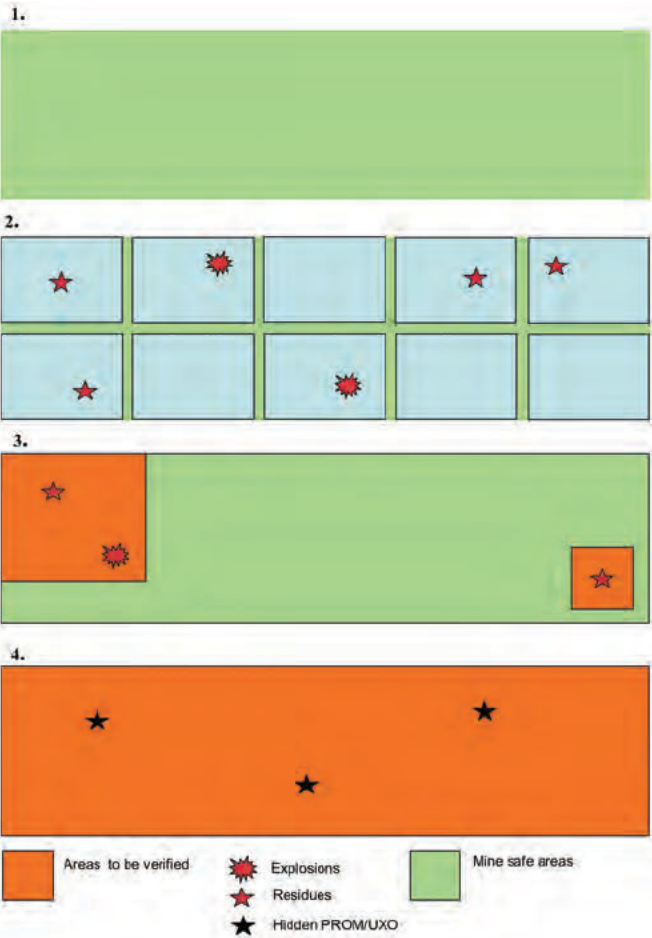 1.
2.
3.
4.
Areas to be verified
Explosions
Mine safe areas
Residues
Hidden PROM/UXO